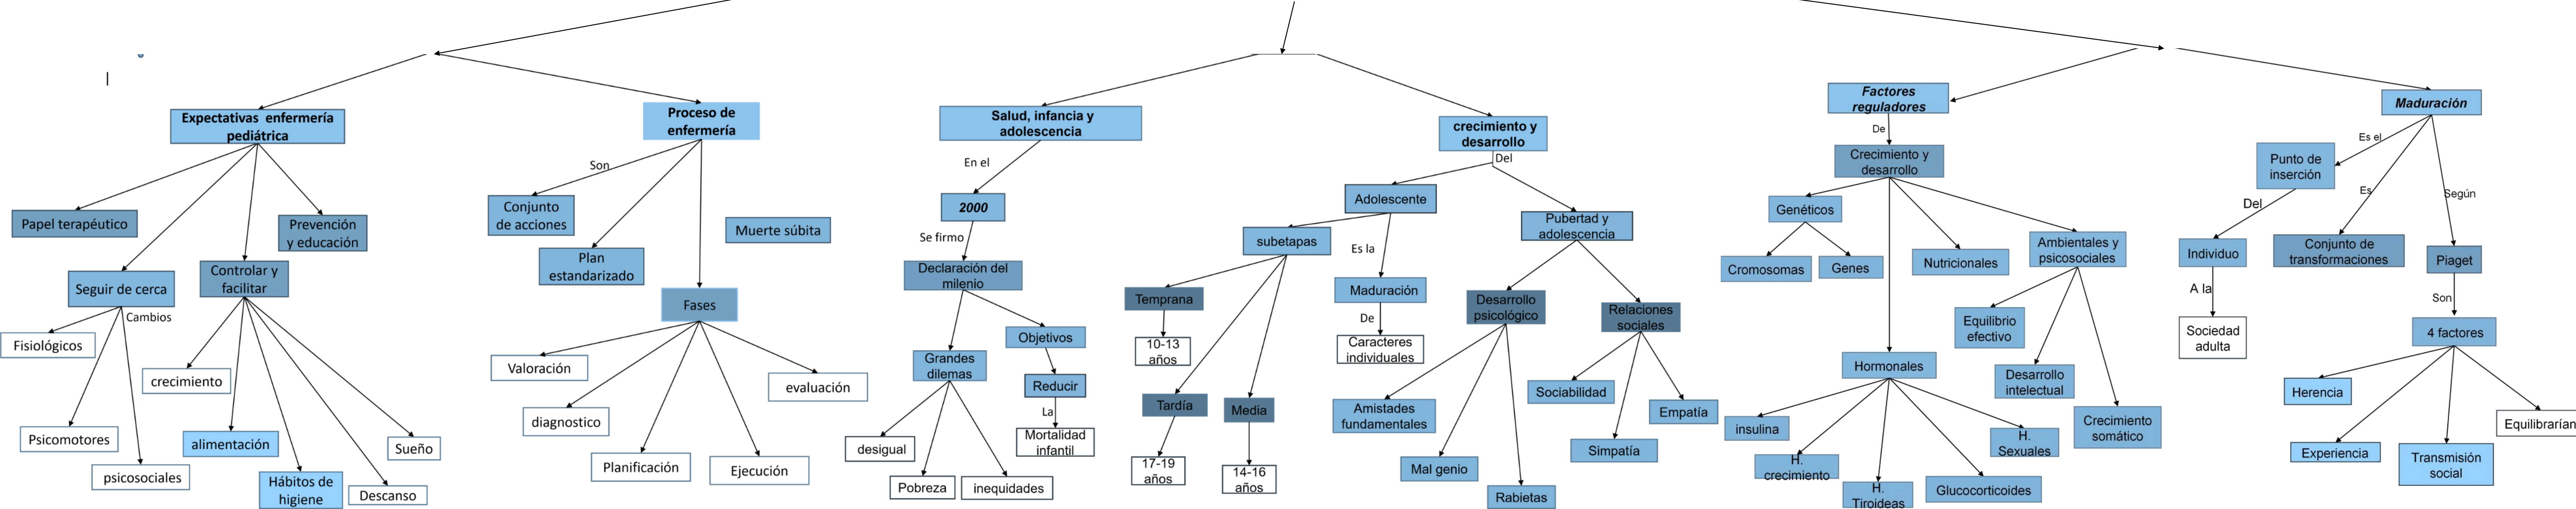 Expectativas enfermería
pediátrica
Papel terapéutico
Prevención
y educación
Seguir de cerca
Controlar y
facilitar
Cambios
Fisiológicos
Psicomotores
psicosociales
crecimiento
alimentación
Hábitos de
higiene
Descanso
Sueño
Proceso de
enfermería
Son
Conjunto
de acciones
Plan
estandarizado
Muerte súbita
Fases
Valoración
diagnostico
Planificación
Ejecución
evaluación
Salud, infancia y
adolescencia
En el
2000
Se firmo
Declaración del
milenio
Grandes
dilemas
Objetivos
Reducir
La
Mortalidad
infantil
desigual
Pobreza
inequidades
crecimiento y
desarrollo
Del
Adolescente
subetapas
Es la
Maduración
De
Caracteres
individuales
Temprana
10-13
años
Tardía
17-19
años
Media
14-16
años
Pubertad y
adolescencia
Desarrollo
psicológico
Relaciones
sociales
Amistades
fundamentales
Mal genio
Rabietas
Sociabilidad
Simpatía
Empatía
Factores
reguladores
De
Crecimiento y
desarrollo
Genéticos
Cromosomas
Genes
Nutricionales
Ambientales y
psicosociales
Equilibrio
efectivo
Desarrollo
intelectual
Crecimiento
somático
Hormonales
insulina
H.
crecimiento
H.
Tiroideas
Glucocorticoides
H.
Sexuales
Maduración
Es el
Punto de
inserción
Del
Individuo
A la
Sociedad
adulta
Es
Conjunto de
transformaciones
Según
Piaget
Son
4 factores
Herencia
Experiencia
Transmisión
social
Equilibrarían